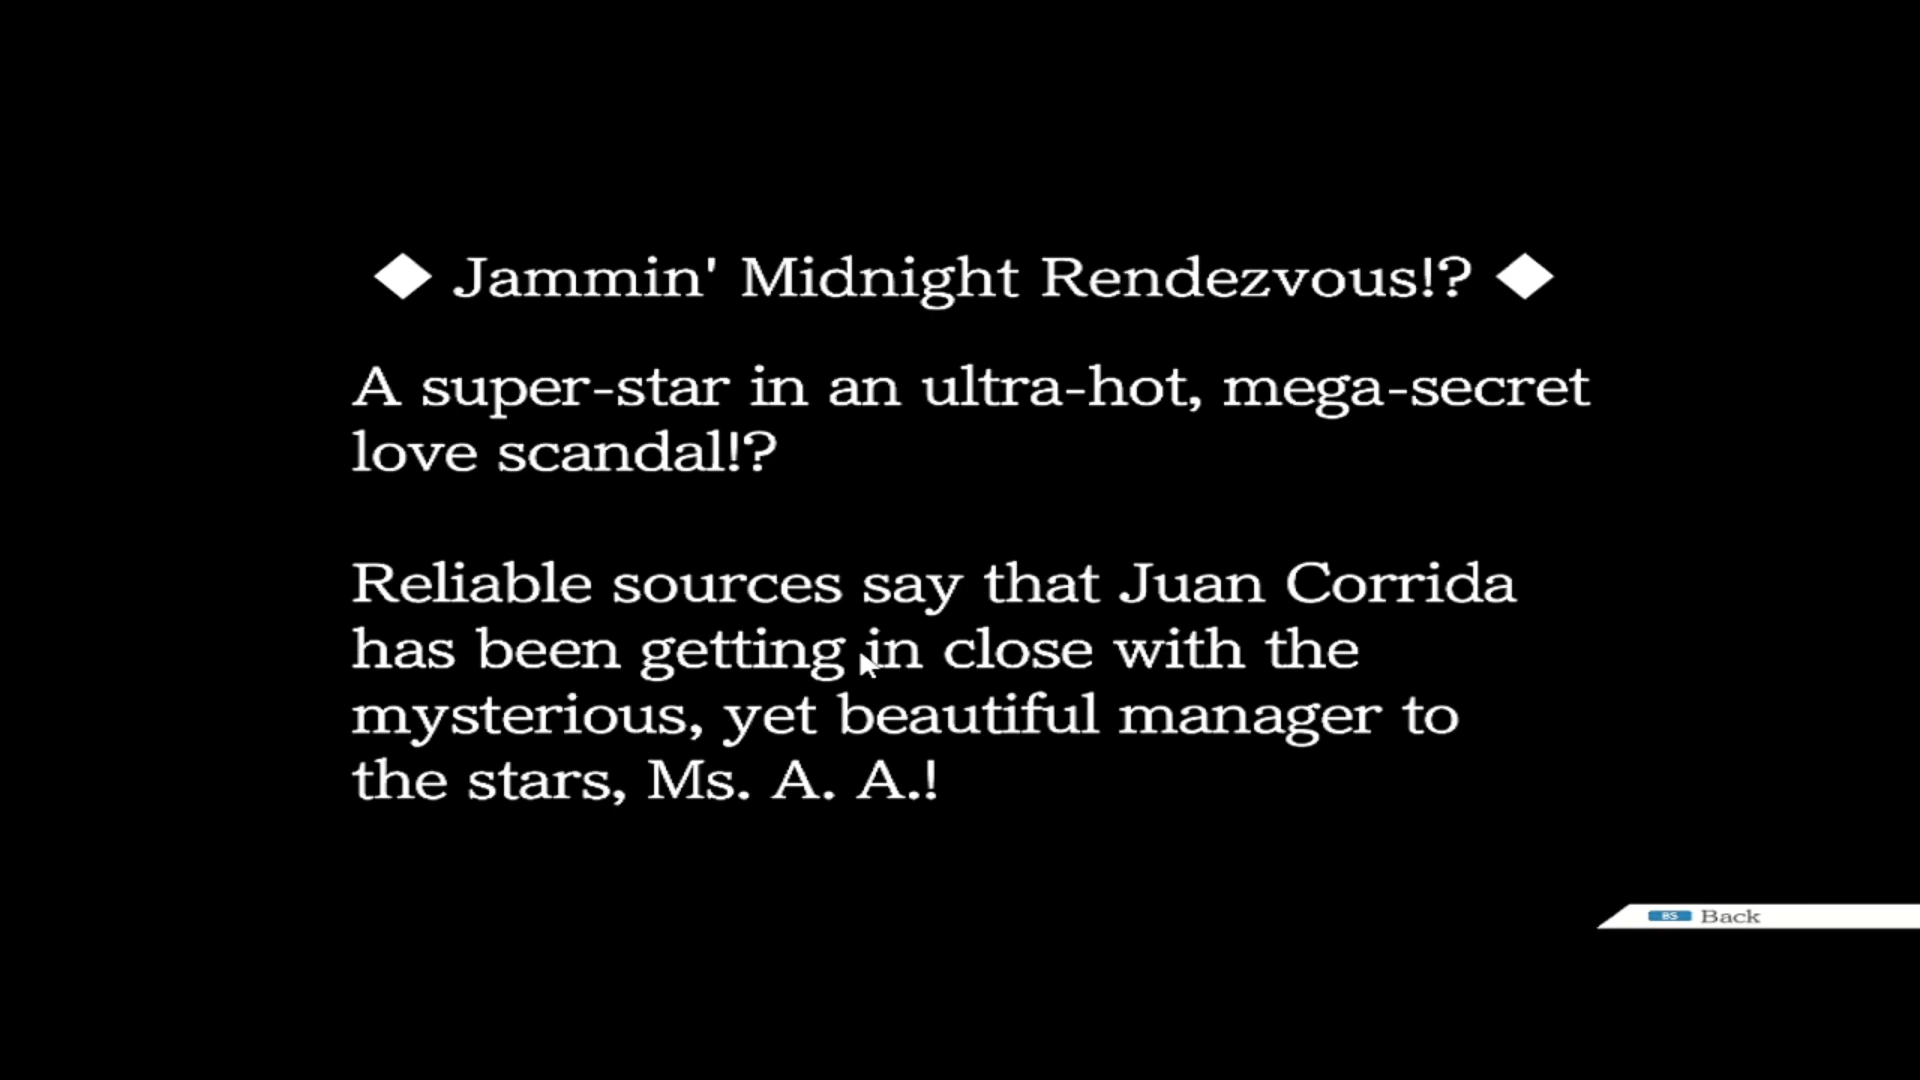 ◆ Jammin' Midnight Rendezvous!? ◆
A super-star in an ultra-hot, mega-secret
love scandal!?
Reliable sources say that Juan Corrida
has been getting in close with the
mysterious, yet beautiful manager to
the stars, Ms. A. A.!
BS Back